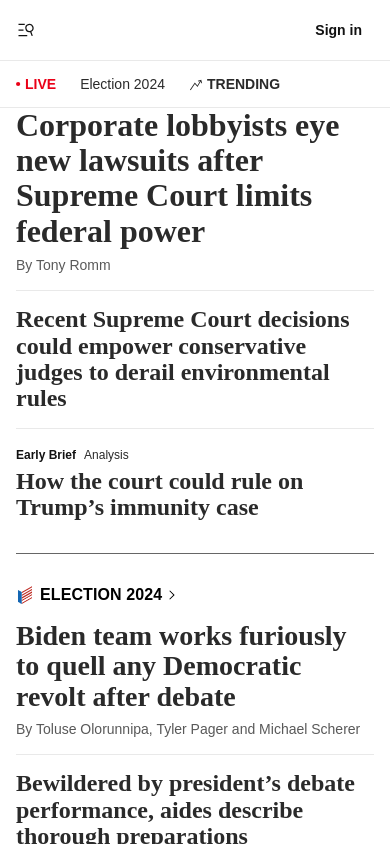 Sign in
LIVE
Election 2024
TRENDING
Corporate lobbyists eye
new lawsuits after
Supreme Court limits
federal power
By Tony Romm
Recent Supreme Court decisions
could empower conservative
judges to derail environmental
rules
Early Brief Analysis
How the court could rule on
Trump’s immunity case
ELECTION 2024
Biden team works furiously
to quell any Democratic
revolt after debate
By Toluse Olorunnipa, Tyler Pager and Michael Scherer
Bewildered by president’s debate
performance, aides describe
thorough preparations